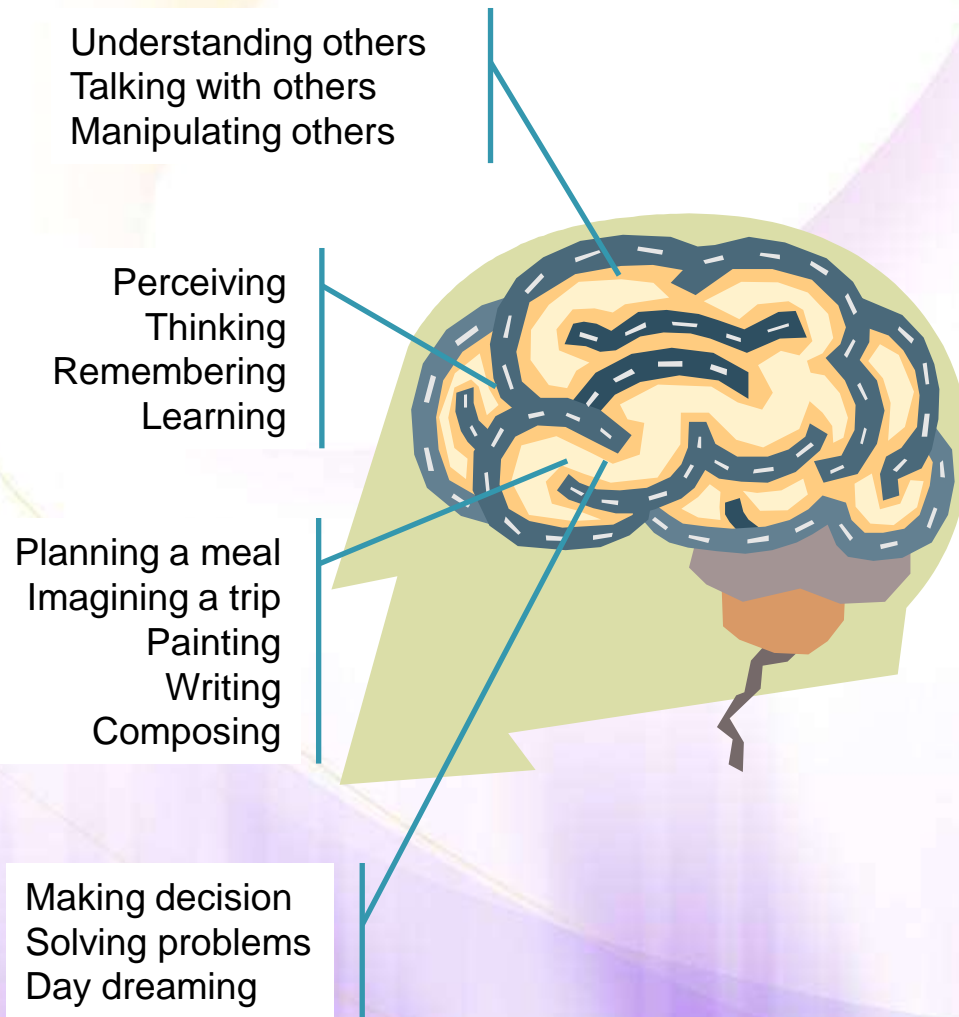 Understanding others
Talking with others
Manipulating others
Perceiving
Thinking
Remembering
Learning
Planning a meal
Imagining a trip
Painting
Writing
Composing
Making decision
Solving problems
Day dreaming